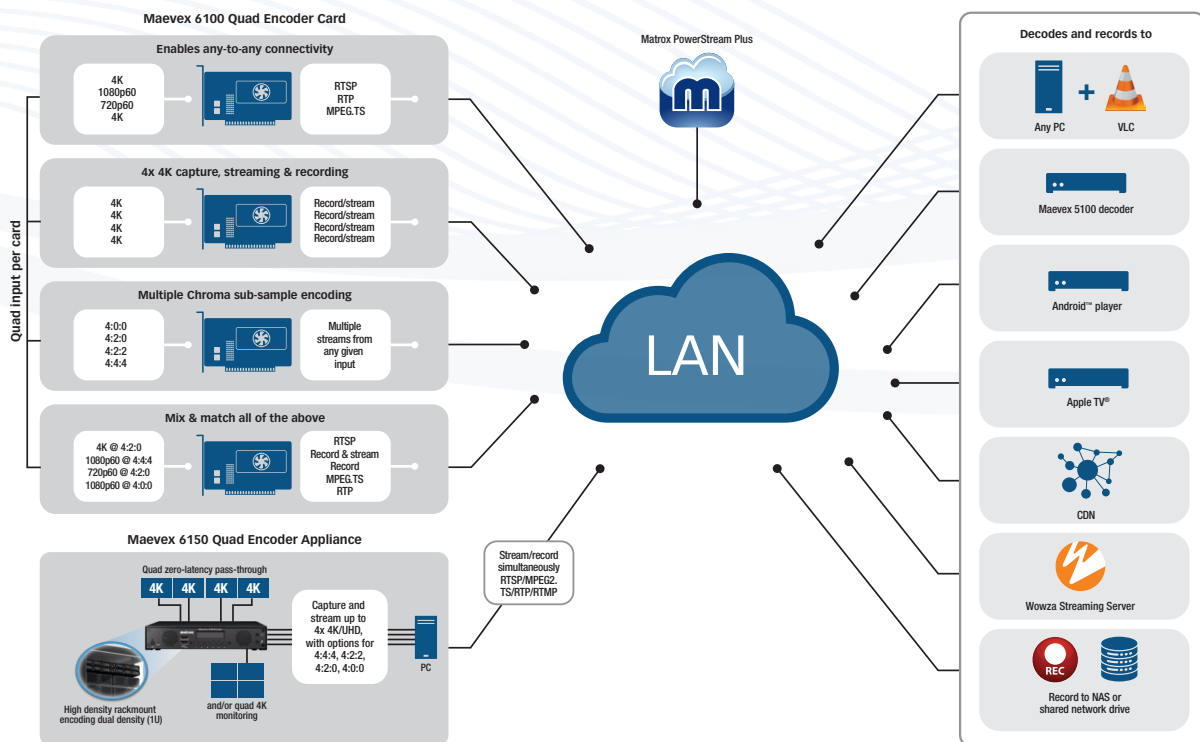 Maevex 6100 Quad Encoder Card
Quad input per card
Enables any-to-any connectivity
4K
1080p60
720p60
4K
RTSP
RTP
MPEG.TS
4x 4K capture, streaming & recording
4K
4K
4K
4K
Record/stream
Record/stream
Record/stream
Record/stream
Multiple Chroma sub-sample encoding
4:0:0
4:2:0
4:2:2
4:4:4
Multiple
streams from
any given
input
Mix & match all of the above
4K @ 4:2:0
1080p60 @ 4:4:4
720p60 @ 4:2:0
1080p60 @ 4:0:0
RTSP
Record & stream
Record
MPEG.TS
RTP
Maevex 6150 Quad Encoder Appliance
Quad zero-latency pass-through
4K 4K 4K 4K
High density rackmount
encoding dual density (1U)
and/or quad 4K
monitoring
Capture and
stream up to
4x 4K/UHD,
with options for
4:4:4, 4:2:2,
4:2:0, 4:0:0
PC
Stream/record
simultaneously
RTSP/MPEG2.
TS/RTP/RTMP
Matrox PowerStream Plus
m
LAN
Decodes and records to
Any PC
+
VLC
Maevex 5100 decoder
Android™ player
Apple TV®
CDN
Wowza Streaming Server
REC
Record to NAS or
shared network drive